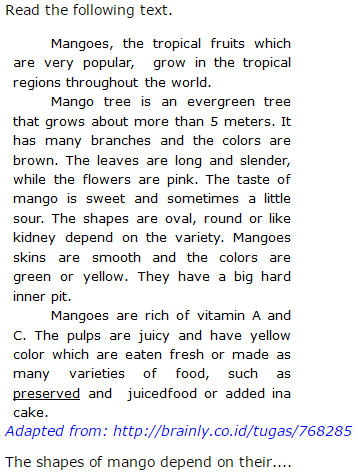 Read the following text.
Mangoes, the tropical fruits which
are very popular, grow in the tropical
regions throughout the world.
Mango tree is an evergreen tree
that grows about more than 5 meters. It
has many branches and the colors are
brown. The leaves are long and slender,
while the flowers are pink. The taste of
mango is sweet and sometimes a little
sour. The shapes are oval, round or like
kidney depend on the variety. Mangoes
skins are smooth and the colors are
green or yellow. They have a big hard
inner pit.
Mangoes are rich of vitamin A and
C. The pulps are juicy and have yellow
color which are eaten fresh or made as
many varieties of food, such as
preserved and juicedfood or added ina
cake.
Adapted from: http://brainly.co.id/tugas/768285
The shapes of mango depend on their....